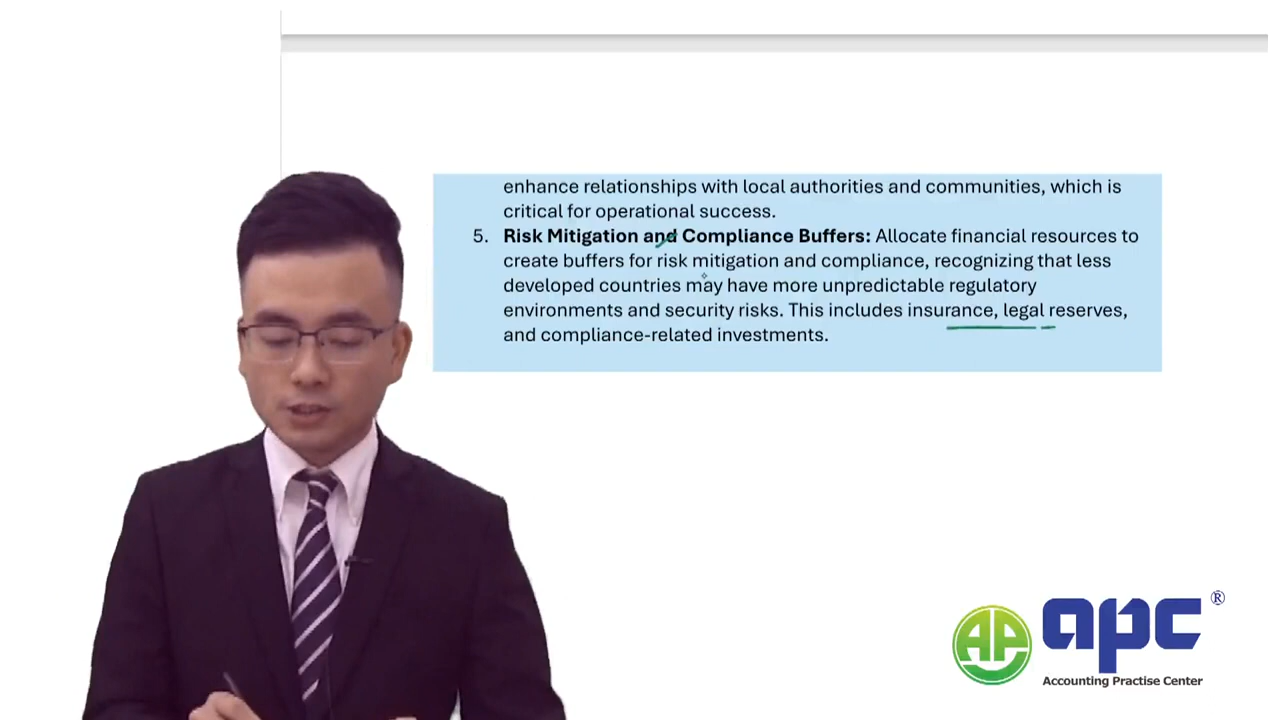 enhance relationships with local authorities and communities, which is
critical for operational success.
5. Risk Mitigation and Compliance Buffers: Allocate financial resources to
create buffers for risk mitigation and compliance, recognizing that less
developed countries may have more unpredictable regulatory
environments and security risks. This includes insurance, legal reserves,
and compliance-related investments.
AP apc ®
Accounting Practise Center